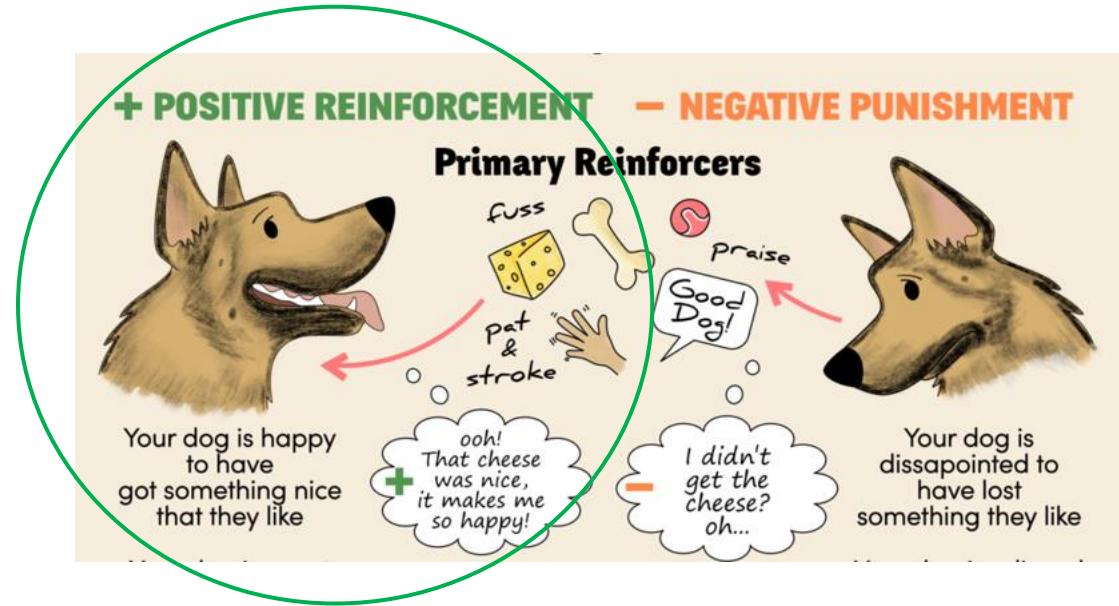 + POSITIVE REINFORCEMENT
- NEGATIVE PUNISHMENT
Primary Reinforcers
fuss
praise
Good
Dog!
pat
&
stroke
ooh!
That cheese
was nice,
it makes me
so happy!
+
I didn't
get the
cheese?
oh...
-
Your dog is happy
to have
got something nice
that they like
Your dog is
dissapointed to
have lost
something they like